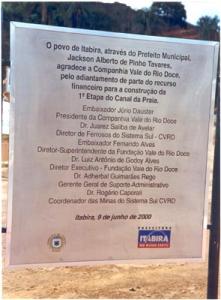 O povo de Itabira, através do Prefeito Municipal,
Jackson Alberto de Pinho Tavares,
agradece a Companhia Vale do Rio Doce,
pelo adiantamento de parte do recurso
financeiro para a construção da
1ª Etapa do Canal da Praia.
Embaixador Jório Dauster
Presidente da Companhia Vale do Rio Doce
Dr. Juarez Saliba de Avelar
Diretor de Ferrosos do Sistema Sul - CVRD
Embaixador Fernando Alves
Diretor-Superintendente da Fundação Vale do Rio Doce
Dr. Luiz Antônio de Godoy Alves
Diretor Executivo - Fundação Vale do Rio Doce
Dr. Adherbal Guimarães Rego
Gerente Geral de Suporte Administrativo
Dr. Rogério Caporali
Coordenador das Minas do Sistema Sul CVRD
Itabira, 9 de junho de 2000
PREFEITURA
ITABIRA